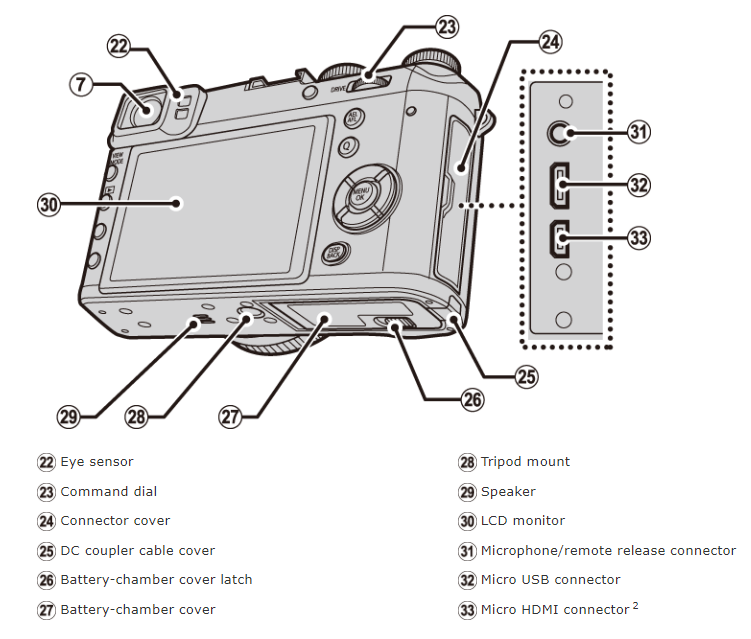 23
22
24
7
DRIVE
AEL
AFL
31
VIEW
MODE
Q
32
30
MENU
OK
33
DISP
BACK
25
26
29
28
27
22 Eye sensor
23 Command dial
24 Connector cover
25 DC coupler cable cover
26 Battery-chamber cover latch
27 Battery-chamber cover
28 Tripod mount
29 Speaker
30 LCD monitor
31 Microphone/remote release connector
32 Micro USB connector
33 Micro HDMI connector 2